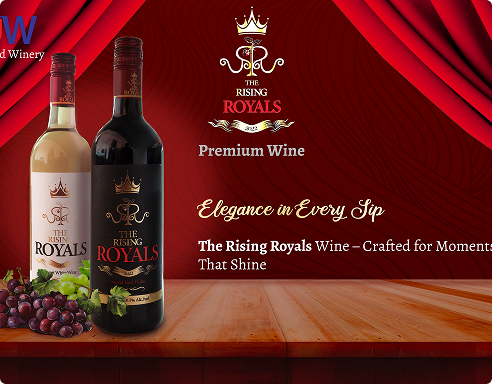 d Winery
THE
RISING
ROYALS
2022
Premium Wine
Elegance in Every Sip
The Rising Royals Wine – Crafted for Moments
That Shine
THE
ROYALS
THE
RISING
ROYALS
2022